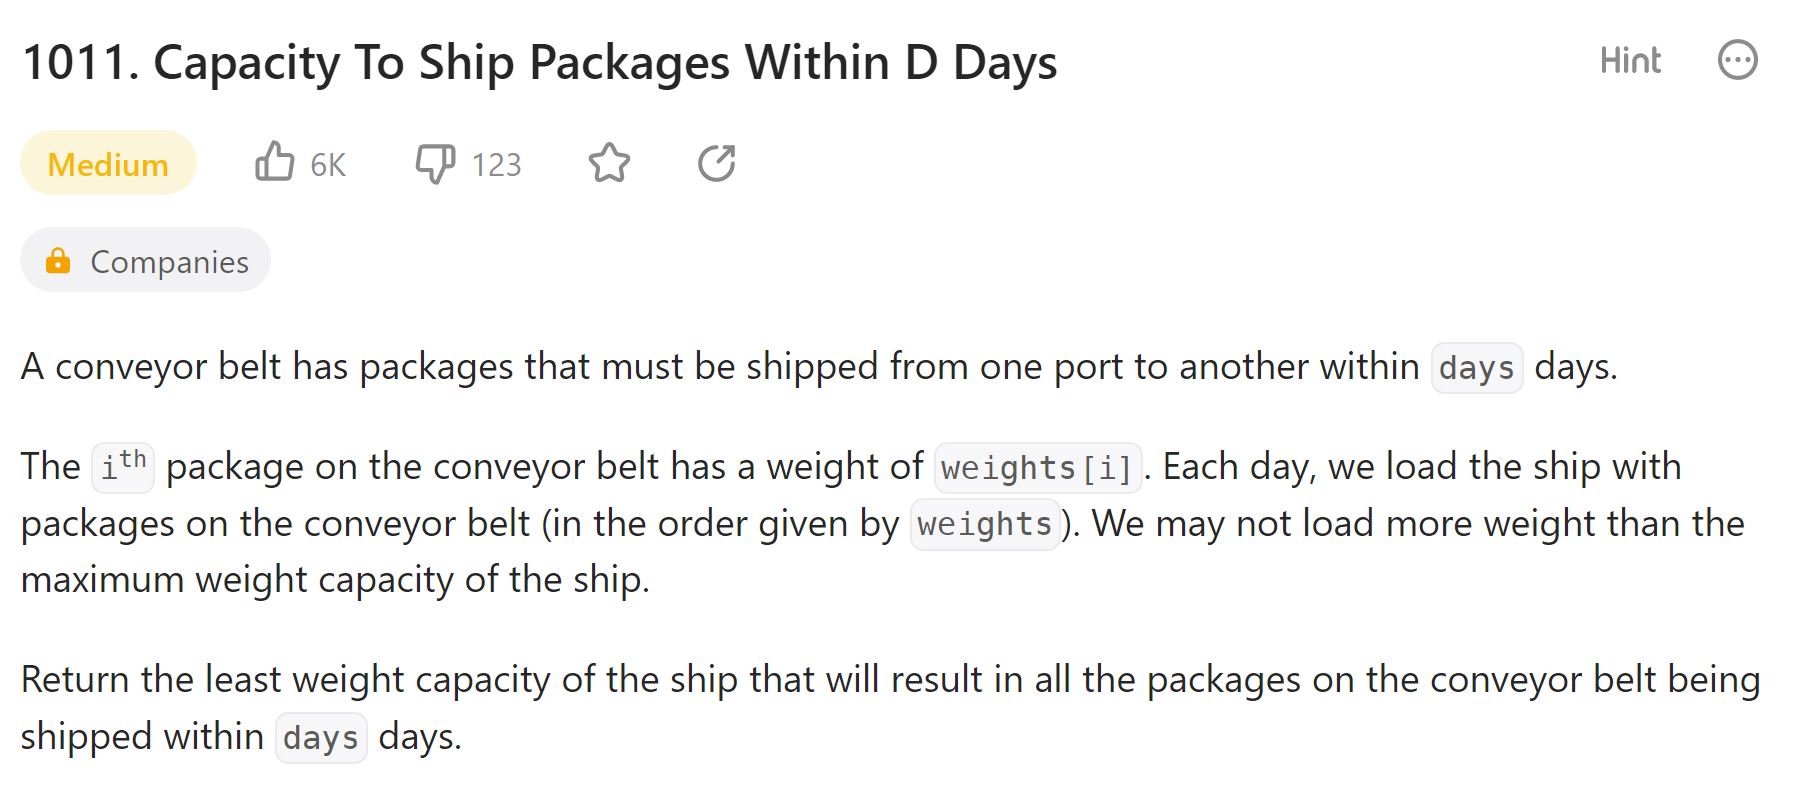 1011. Capacity To Ship Packages Within D Days
Hint
Medium
6K
123
Companies
A conveyor belt has packages that must be shipped from one port to another within days days.
The ith package on the conveyor belt has a weight of weights[i]. Each day, we load the ship with
packages on the conveyor belt (in the order given by weights). We may not load more weight than the
maximum weight capacity of the ship.
Return the least weight capacity of the ship that will result in all the packages on the conveyor belt being
shipped within days days.